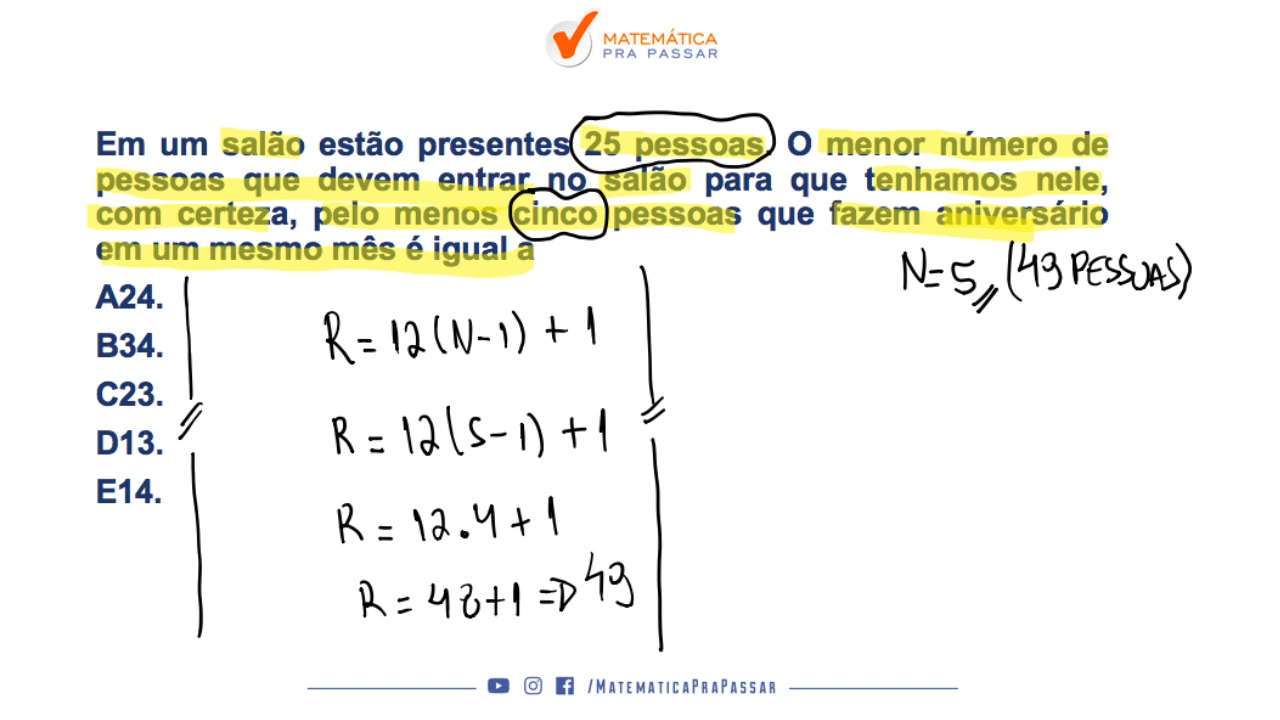 MATEMÁTICA
PRA PASSAR
Em um salão estão presentes 25 pessoas. O menor número de
pessoas que devem entrar no salão para que tenhamos nele,
com certeza, pelo menos cinco pessoas que fazem aniversário
em um mesmo mês é igual a
N=5 (49 PESSOAS)
A24.
B34.
C23.
D13.
E14.
R = 12(N-1) + 1
R = 12(5-1) + 1
R = 12.4 + 1
R = 48+1 => 49
/MATEMATICAPRAPASSAR